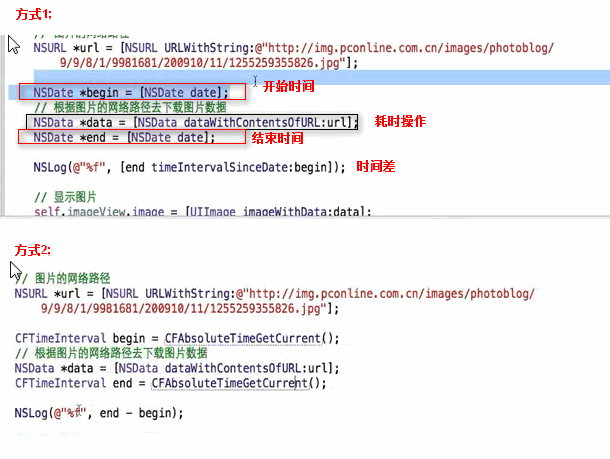 方式1;
// 图片的网络路径
NSURL *url = [NSURL URLWithString:@"http://img.pconline.com.cn/images/photoblog/
9/9/8/1/9981681/200910/11/1255259355826.jpg"];
NSDate *begin = [NSDate date]; 开始时间
// 根据图片的网络路径去下载图片数据
NSData *data = [NSData dataWithContentsOfURL:url]; 耗时操作
NSDate *end = [NSDate date]; 结束时间
NSLog(@"%f", [end timeIntervalSinceDate:begin]); 时间差
// 显示图片
self.imageView.image = [UIImage imageWithData:data];
方式2;
// 图片的网络路径
NSURL *url = [NSURL URLWithString:@"http://img.pconline.com.cn/images/photoblog/
9/9/8/1/9981681/200910/11/1255259355826.jpg"];
CFTimeInterval begin = CFAbsoluteTimeGetCurrent();
// 根据图片的网络路径去下载图片数据
NSData *data = [NSData dataWithContentsOfURL:url];
CFTimeInterval end = CFAbsoluteTimeGetCurrent();
NSLog(@"%f", end - begin);